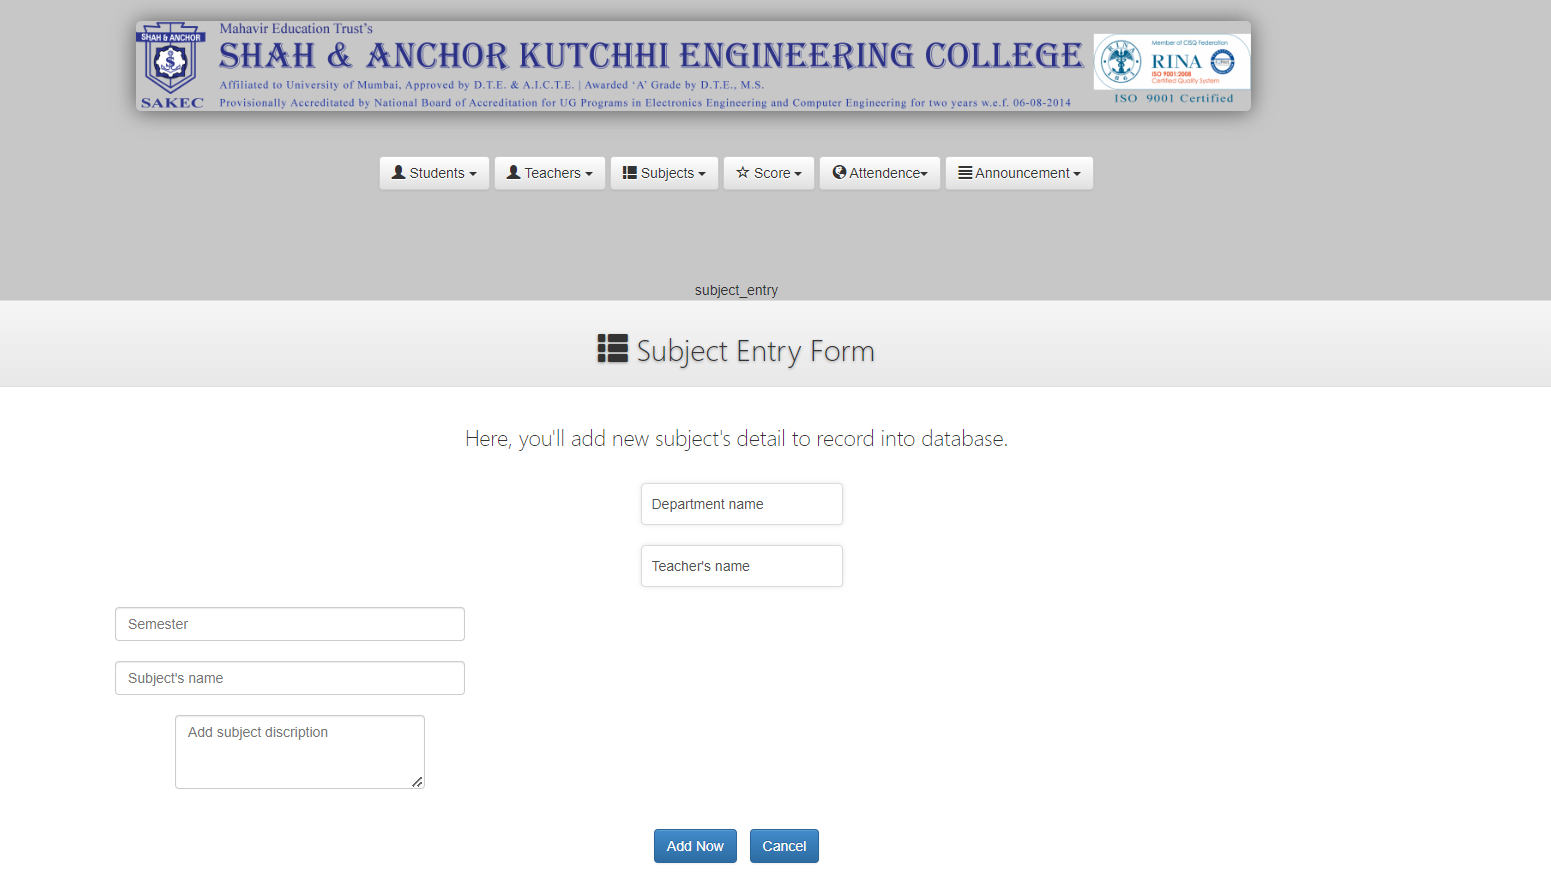 Mahavir Education Trust's
SHAH & ANCHOR KUTCHHI ENGINEERING COLLEGE
Affiliated to University of Mumbai, Approved by D.T.E. & A.I.C.T.E. | Awarded 'A' Grade by D.T.E., M.S.
Provisionally Accredited by National Board of Accreditation for UG Programs in Electronics Engineering and Computer Engineering for two years w.e.f. 06-08-2014
SHAH & ANCHOR
SAKEC
Member of CISQ Federation
RINA
ISO 9001:2008
Certified Quality System
ISO 9001 Certified
Students Teachers Subjects Score Attendence Announcement
subject_entry
Subject Entry Form
Here, you'll add new subject's detail to record into database.
Department name
Teacher's name
Semester
Subject's name
Add subject discription
Add Now Cancel